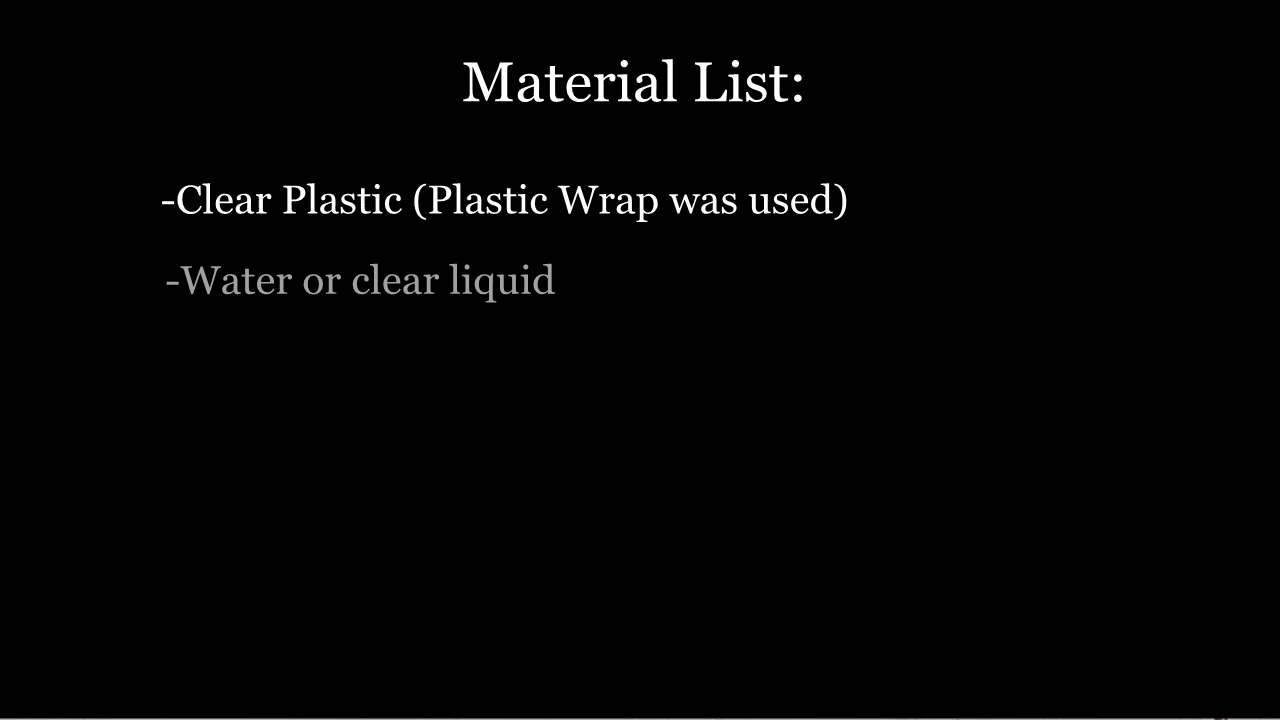 Material List:
-Clear Plastic (Plastic Wrap was used)
-Water or clear liquid